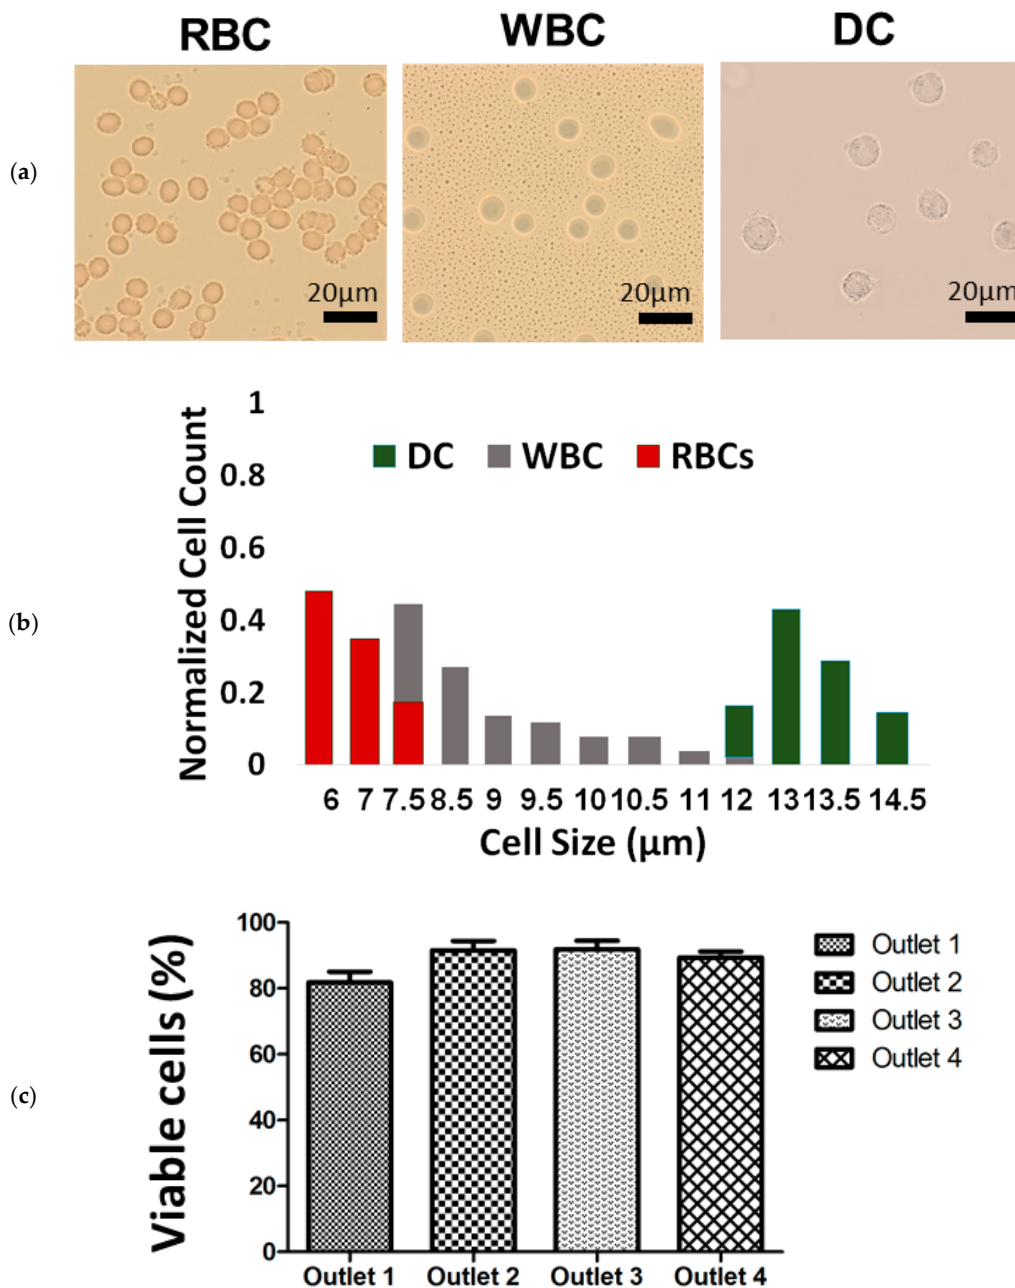 RBC WBC DC
(a)
20µm 20µm 20µm
1
DC WBC RBCs
0.8
0.6
0.4
0.2
0
Normalized Cell Count
(b)
6 7 7.5 8.5 9 9.5 10 10.5 11 12 13 13.5 14.5
Cell Size (µm)
100
80
60
40
20
0
Viable cells (%)
(c)
Outlet 1
Outlet 2
Outlet 3
Outlet 4
Outlet 1 Outlet 2 Outlet 3 Outlet 4